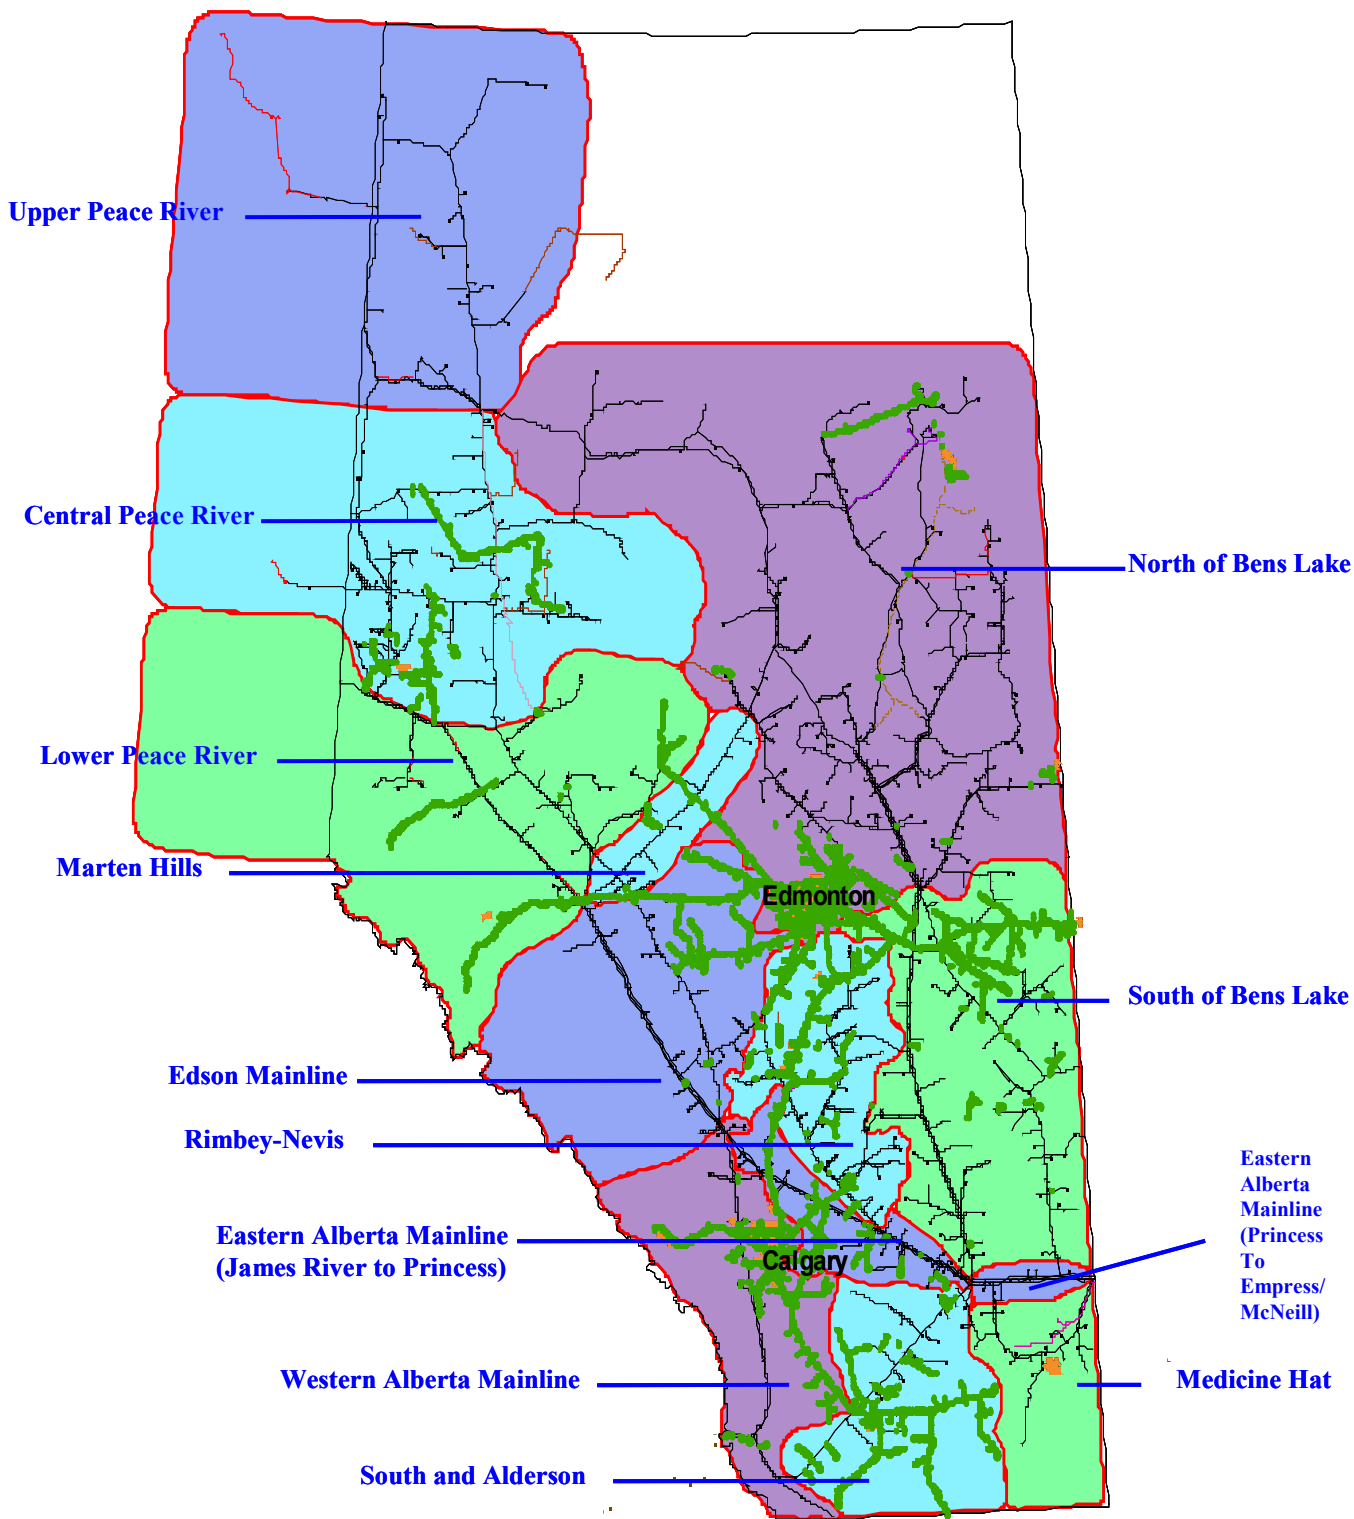 Upper Peace River
Central Peace River
North of Bens Lake
Lower Peace River
Marten Hills
Edmonton
South of Bens Lake
Edson Mainline
Rimbey-Nevis
Eastern
Alberta
Mainline
(Princess
To
Empress/
McNeill)
Eastern Alberta Mainline
(James River to Princess)
Calgary
Western Alberta Mainline
Medicine Hat
South and Alderson